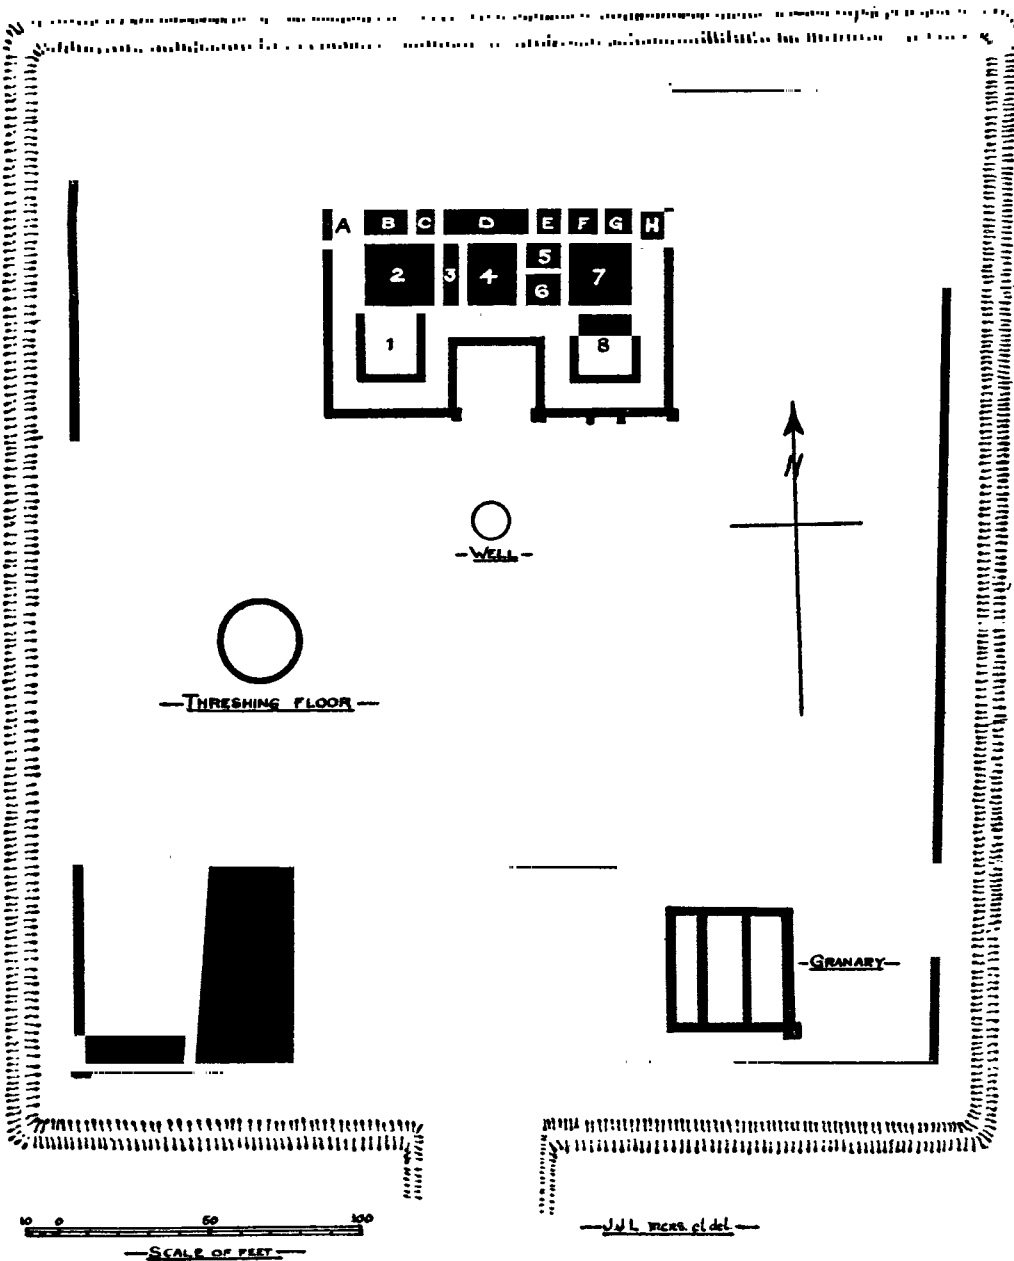 A B C D E F G H
2 3 4 5 7
6
1 8
N
-WELL-
-THRESHING FLOOR-
-GRANARY-
10 0 50 100
-SCALE OF FEET-